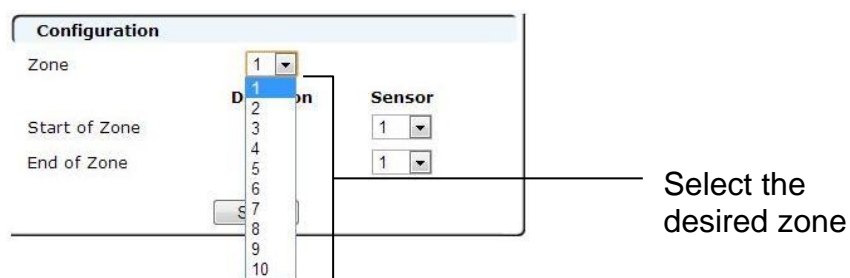 Configuration
Zone 1
1
Sensor
2
Start of Zone 3 1
4
End of Zone 5 1
6
7
8
9
10
Select the
desired zone